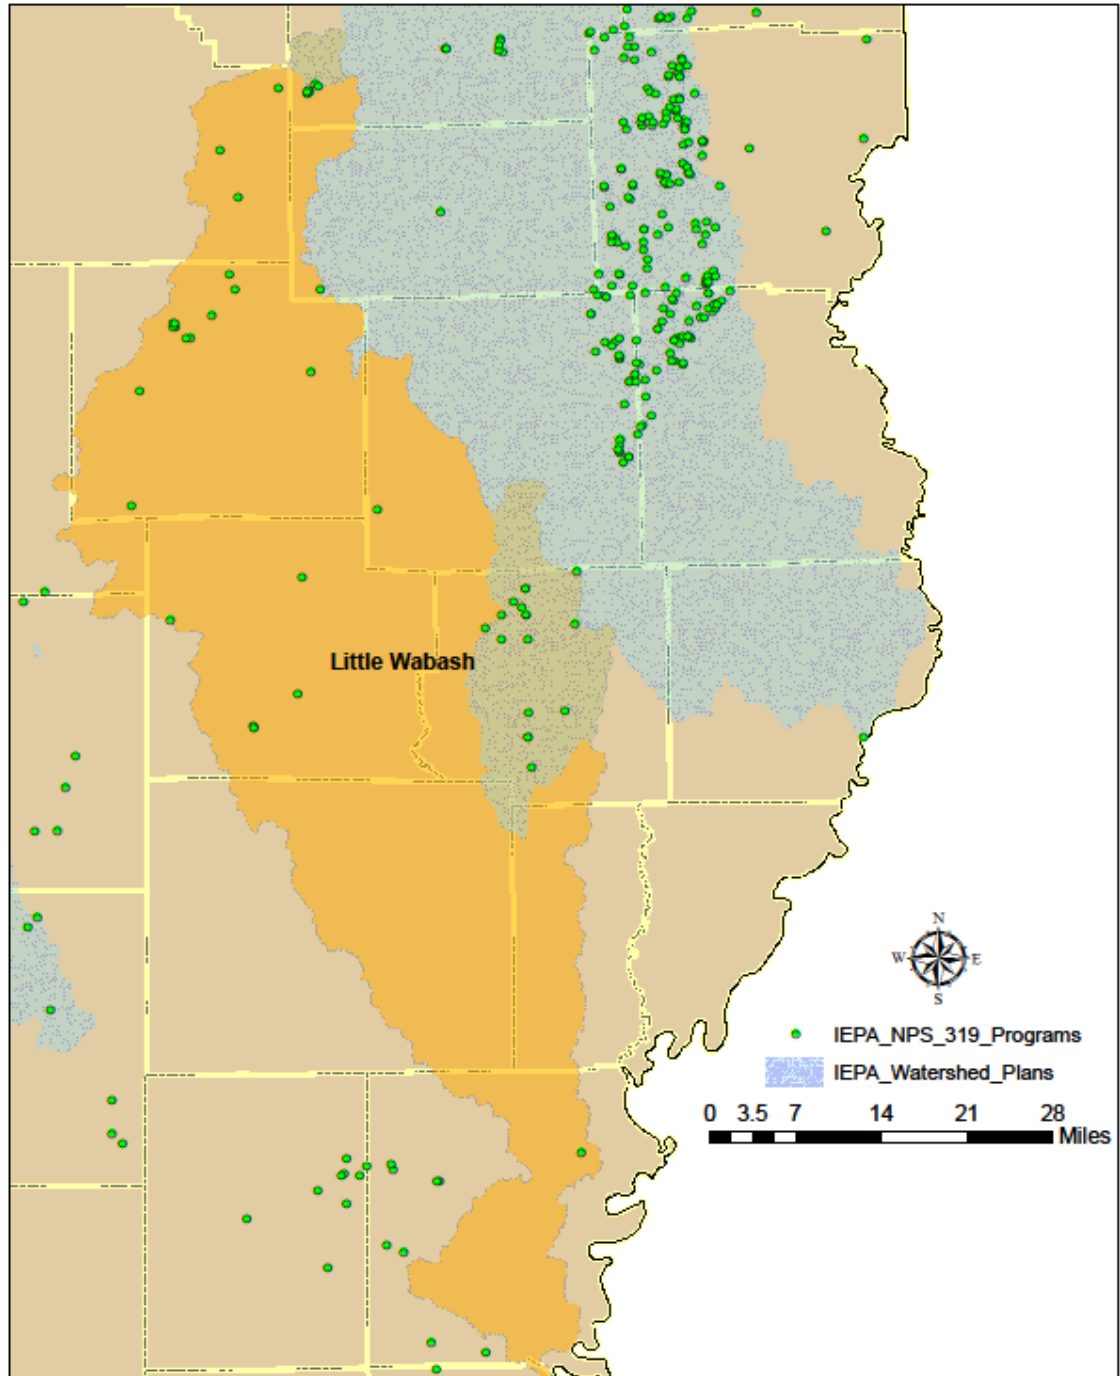 Little Wabash
N
W E
S
IEPA_NPS_319_Programs
IEPA_Watershed_Plans
0 3.5 7 14 21 28
Miles